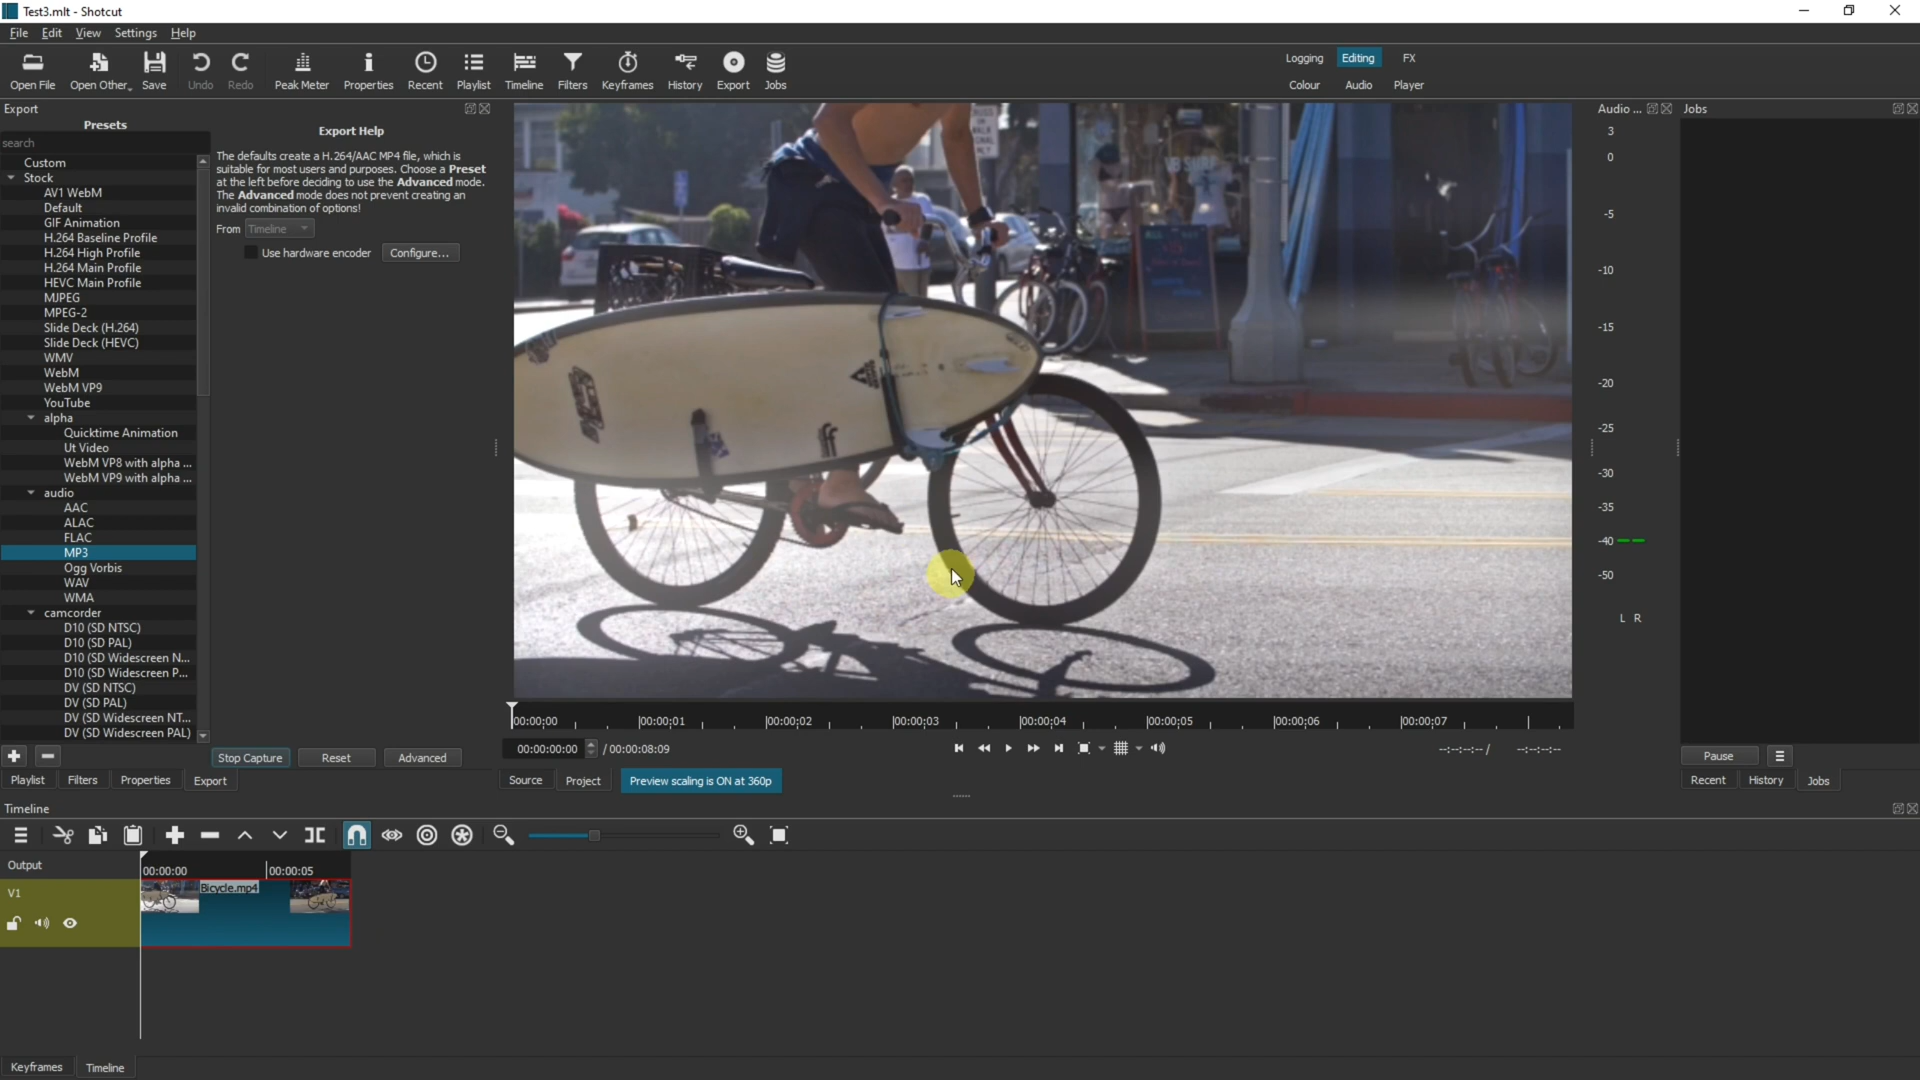 Test3.mlt - Shotcut
File Edit View Settings Help
Open File Open Other... Save Undo Redo Peak Meter Properties Recent Playlist Timeline Filters Keyframes History Export Jobs
Logging Editing FX
Colour Audio Player
Export
Presets
search
Custom
Stock
AV1 WebM
Default
GIF Animation
H.264 Baseline Profile
H.264 High Profile
H.264 Main Profile
HEVC Main Profile
MJPEG
MPEG-2
Slide Deck (H.264)
Slide Deck (HEVC)
WMV
WebM
WebM VP9
YouTube
alpha
Quicktime Animation
Ut Video
WebM VP8 with alpha ...
WebM VP9 with alpha ...
audio
AAC
ALAC
FLAC
MP3
Ogg Vorbis
WAV
WMA
camcorder
D10 (SD NTSC)
D10 (SD PAL)
D10 (SD Widescreen N...
D10 (SD Widescreen P...
DV (SD NTSC)
DV (SD PAL)
DV (SD Widescreen NT...
DV (SD Widescreen PAL)
Export Help
The defaults create a H.264/AAC MP4 file, which is
suitable for most users and purposes. Choose a Preset
at the left before deciding to use the Advanced mode.
The Advanced mode does not prevent creating an
invalid combination of options!
From Timeline
Use hardware encoder Configure...
Stop Capture Reset Advanced
Playlist Filters Properties Export
00:00:00 00:00:01 00:00:02 00:00:03 00:00:04 00:00:05 00:00:06 00:00:07
00:00:00:00 / 00:00:08:09
--:--:--:-- / --:--:--:--
Source Project Preview scaling is ON at 360p
Audio ...
3
0
-5
-10
-15
-20
-25
-30
-35
-40
-50
L R
Jobs
Pause
Recent History Jobs
Timeline
Output
00:00:00 00:00:05
V1
Bicycle.mp4
Keyframes Timeline